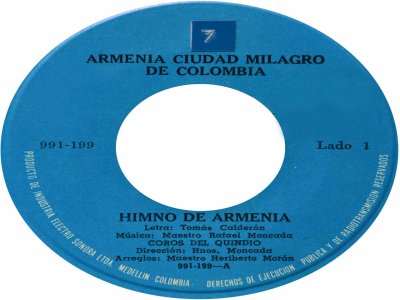 7
ARMENIA CIUDAD MILAGRO
DE COLOMBIA
991-199
Lado 1
HIMNO DE ARMENIA
Letra: Tomás Calderón
Música: Maestro Rafael Moncada
COROS DEL QUINDIO
Dirección: Hnos, Moncada
Arreglos: Maestro Heriberto Morán
991-199—A
PRODUCTO DE INDUSTRIA ELECTRO SONORA LTDA. MEDELLIN COLOMBIA. - DERECHOS DE EJECUCION PUBLICA Y DE RADIOTRANSMISION RESERVADOS